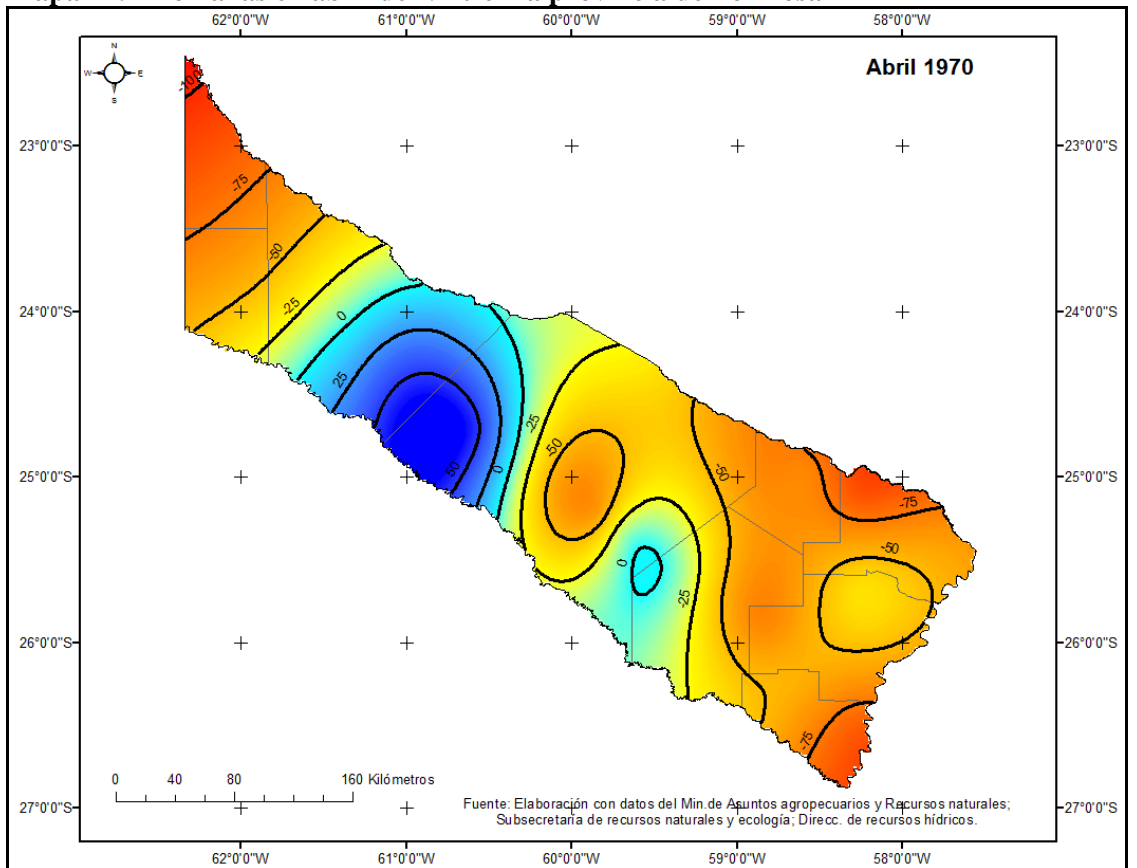 62°0'0"W 61°0'0"W 60°0'0"W 59°0'0"W 58°0'0"W
N
W E
S
Abril 1970
23°0'0"S 23°0'0"S
24°0'0"S 24°0'0"S
25°0'0"S 25°0'0"S
26°0'0"S 26°0'0"S
27°0'0"S 27°0'0"S
-75
-50
-25
0
25
50
0
-25
-50
0
-25
-50
-75
-50
-75
0 40 80 160 Kilómetros
Fuente: Elaboración con datos del Min.de Asuntos agropecuarios y Recursos naturales;
Subsecretaría de recursos naturales y ecología; Direcc. de recursos hídricos.
62°0'0"W 61°0'0"W 60°0'0"W 59°0'0"W 58°0'0"W